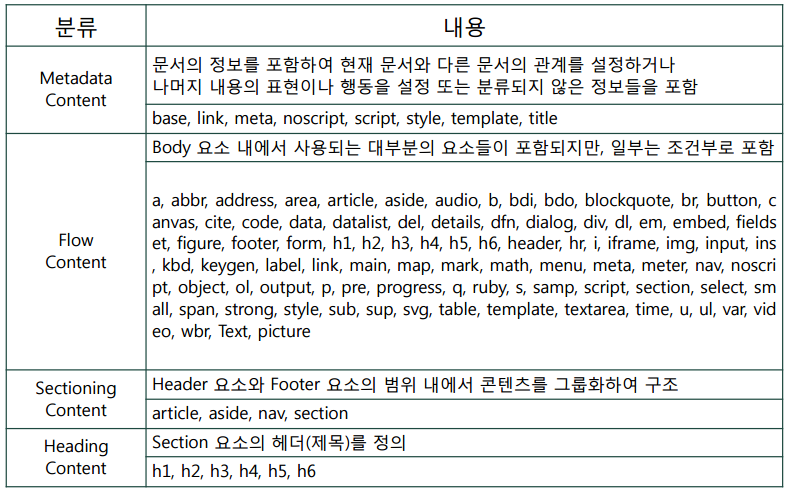 분류
내용
Metadata
Content
문서의 정보를 포함하여 현재 문서와 다른 문서의 관계를 설정하거나
나머지 내용의 표현이나 행동을 설정 또는 분류되지 않은 정보들을 포함
base, link, meta, noscript, script, style, template, title
Flow
Content
Body 요소 내에서 사용되는 대부분의 요소들이 포함되지만, 일부는 조건부로 포함
a, abbr, address, area, article, aside, audio, b, bdi, bdo, blockquote, br, button, c
anvas, cite, code, data, datalist, del, details, dfn, dialog, div, dl, em, embed, fields
et, figure, footer, form, h1, h2, h3, h4, h5, h6, header, hr, i, iframe, img, input, ins
, kbd, keygen, label, link, main, map, mark, math, menu, meta, meter, nav, noscri
pt, object, ol, output, p, pre, progress, q, ruby, s, samp, script, section, select, sm
all, span, strong, style, sub, sup, svg, table, template, textarea, time, u, ul, var, vid
eo, wbr, Text, picture
Sectioning
Content
Header 요소와 Footer 요소의 범위 내에서 콘텐츠를 그룹화하여 구조
article, aside, nav, section
Heading
Content
Section 요소의 헤더(제목)를 정의
h1, h2, h3, h4, h5, h6